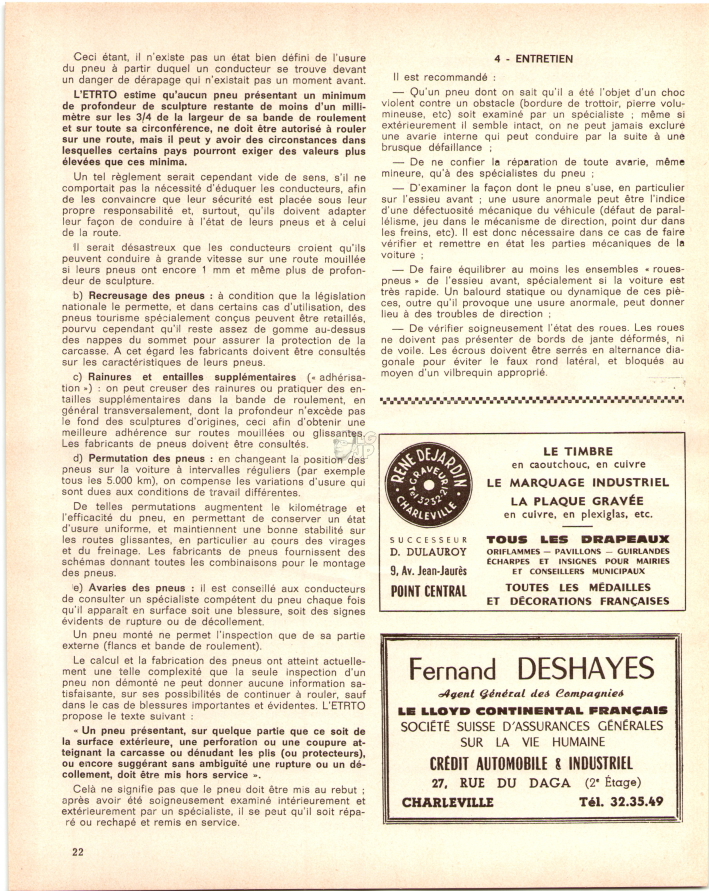 Ceci étant, il n'existe pas un état bien défini de l'usure
du pneu à partir duquel un conducteur se trouve devant
un danger de dérapage qui n'existait pas un moment avant.
L'ETRTO estime qu'aucun pneu présentant un minimum
de profondeur de sculpture restante de moins d'un milli-
mètre sur les 3/4 de la largeur de sa bande de roulement
et sur toute sa circonférence, ne doit être autorisé à rouler
sur une route, mais il peut y avoir des circonstances dans
lesquelles certains pays pourront exiger des valeurs plus
élevées que ces minima.
Un tel règlement serait cependant vide de sens, s'il ne
comportait pas la nécessité d'éduquer les conducteurs, afin
de les convaincre que leur sécurité est placée sous leur
propre responsabilité et, surtout, qu'ils doivent adapter
leur façon de conduire à l'état de leurs pneus et à celui
de la route.
Il serait désastreux que les conducteurs croient qu'ils
peuvent conduire à grande vitesse sur une route mouillée
si leurs pneus ont encore 1 mm et même plus de profon-
deur de sculpture.
b) Recreusage des pneus : à condition que la législation
nationale le permette, et dans certains cas d'utilisation, des
pneus tourisme spécialement conçus peuvent être retaillés,
pourvu cependant qu'il reste assez de gomme au-dessus
des nappes du sommet pour assurer la protection de la
carcasse. A cet égard les fabricants doivent être consultés
sur les caractéristiques de leurs pneus.
c) Rainures et entailles supplémentaires (« adhérisa-
tion ») : on peut creuser des rainures ou pratiquer des en-
tailles supplémentaires dans la bande de roulement, en
général transversalement, dont la profondeur n'excède pas
le fond des sculptures d'origines, ceci afin d'obtenir une
meilleure adhérence sur routes mouillées ou glissantes.
Les fabricants de pneus doivent être consultés.
d) Permutation des pneus : en changeant la position des
pneus sur la voiture à intervalles réguliers (par exemple
tous les 5.000 km), on compense les variations d'usure qui
sont dues aux conditions de travail différentes.
De telles permutations augmentent le kilométrage et
l'efficacité du pneu, en permettant de conserver un état
d'usure uniforme, et maintiennent une bonne stabilité sur
les routes glissantes, en particulier au cours des virages
et du freinage. Les fabricants de pneus fournissent des
schémas donnant toutes les combinaisons pour le montage
des pneus.
e) Avaries des pneus : il est conseillé aux conducteurs
de consulter un spécialiste compétent du pneu chaque fois
qu'il apparaît en surface soit une blessure, soit des signes
évidents de rupture ou de décollement.
Un pneu monté ne permet l'inspection que de sa partie
externe (flancs et bande de roulement).
Le calcul et la fabrication des pneus ont atteint actuelle-
ment une telle complexité que la seule inspection d'un
pneu non démonté ne peut donner aucune information sa-
tisfaisante, sur ses possibilités de continuer à rouler, sauf
dans le cas de blessures importantes et évidentes. L'ETRTO
propose le texte suivant :
« Un pneu présentant, sur quelque partie que ce soit de
la surface extérieure, une perforation ou une coupure at-
teignant la carcasse ou dénudant les plis (ou protecteurs),
ou encore suggérant sans ambiguïté une rupture ou un dé-
collement, doit être mis hors service ».
Celà ne signifie pas que le pneu doit être mis au rebut ;
après avoir été soigneusement examiné intérieurement et
extérieurement par un spécialiste, il se peut qu'il soit répa-
ré ou rechapé et remis en service.
22
4 - ENTRETIEN
Il est recommandé :
— Qu'un pneu dont on sait qu'il a été l'objet d'un choc
violent contre un obstacle (bordure de trottoir, pierre volu-
mineuse, etc) soit examiné par un spécialiste ; même si
extérieurement il semble intact, on ne peut jamais exclure
une avarie interne qui peut conduire par la suite à une
brusque défaillance ;
— De ne confier la réparation de toute avarie, même
mineure, qu'à des spécialistes du pneu ;
— D'examiner la façon dont le pneu s'use, en particulier
sur l'essieu avant ; une usure anormale peut être l'indice
d'une défectuosité mécanique du véhicule (défaut de paral-
lélisme, jeu dans le mécanisme de direction, point dur dans
les freins, etc). Il est donc nécessaire dans ce cas de faire
vérifier et remettre en état les parties mécaniques de la
voiture ;
— De faire équilibrer au moins les ensembles « roues-
pneus » de l'essieu avant, spécialement si la voiture est
très rapide. Un balourd statique ou dynamique de ces piè-
ces, outre qu'il provoque une usure anormale, peut donner
lieu à des troubles de direction ;
— De vérifier soigneusement l'état des roues. Les roues
ne doivent pas présenter de bords de jante déformés, ni
de voile. Les écrous doivent être serrés en alternance dia-
gonale pour éviter le faux rond latéral, et bloqués au
moyen d'un vilbrequin approprié.
RENE DEJARDIN
GRAVEUR
Tel 3252-21
CHARLEVILLE
SUCCESSEUR
D. DULAUROY
9, Av. Jean-Jaurès
POINT CENTRAL
LE TIMBRE
en caoutchouc, en cuivre
LE MARQUAGE INDUSTRIEL
LA PLAQUE GRAVÉE
en cuivre, en plexiglas, etc.
TOUS LES DRAPEAUX
ORIFLAMMES — PAVILLONS — GUIRLANDES
ÉCHARPES ET INSIGNES POUR MAIRIES
ET CONSEILLERS MUNICIPAUX
TOUTES LES MÉDAILLES
ET DÉCORATIONS FRANÇAISES
Fernand DESHAYES
Agent Général des Compagnies
LE LLOYD CONTINENTAL FRANÇAIS
SOCIÉTÉ SUISSE D'ASSURANCES GÉNÉRALES
SUR LA VIE HUMAINE
CRÉDIT AUTOMOBILE & INDUSTRIEL
27, RUE DU DAGA (2e Étage)
CHARLEVILLE Tél. 32.35.49